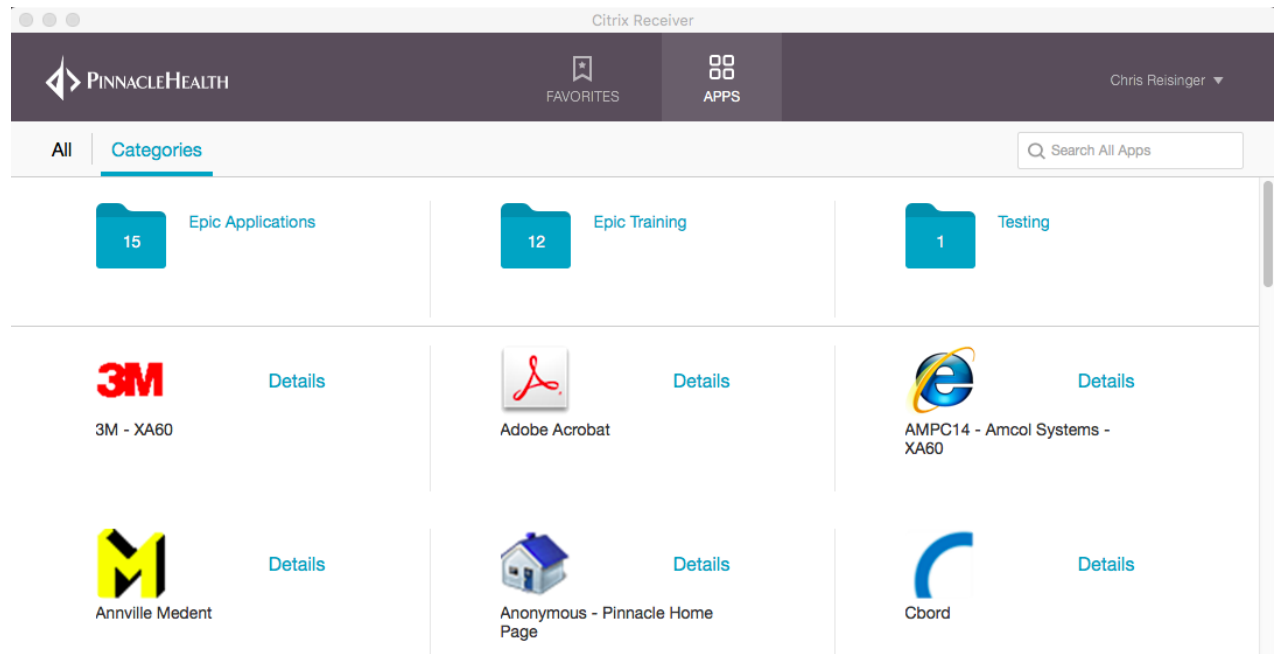 Citrix Receiver
PINNACLEHEALTH
FAVORITES
APPS
Chris Reisinger
All
Categories
Search All Apps
15
Epic Applications
12
Epic Training
1
Testing
3M
Details
3M - XA60
Details
Adobe Acrobat
Details
AMPC14 - Amcol Systems -
XA60
Details
Annville Medent
Details
Anonymous - Pinnacle Home
Page
Details
Cbord